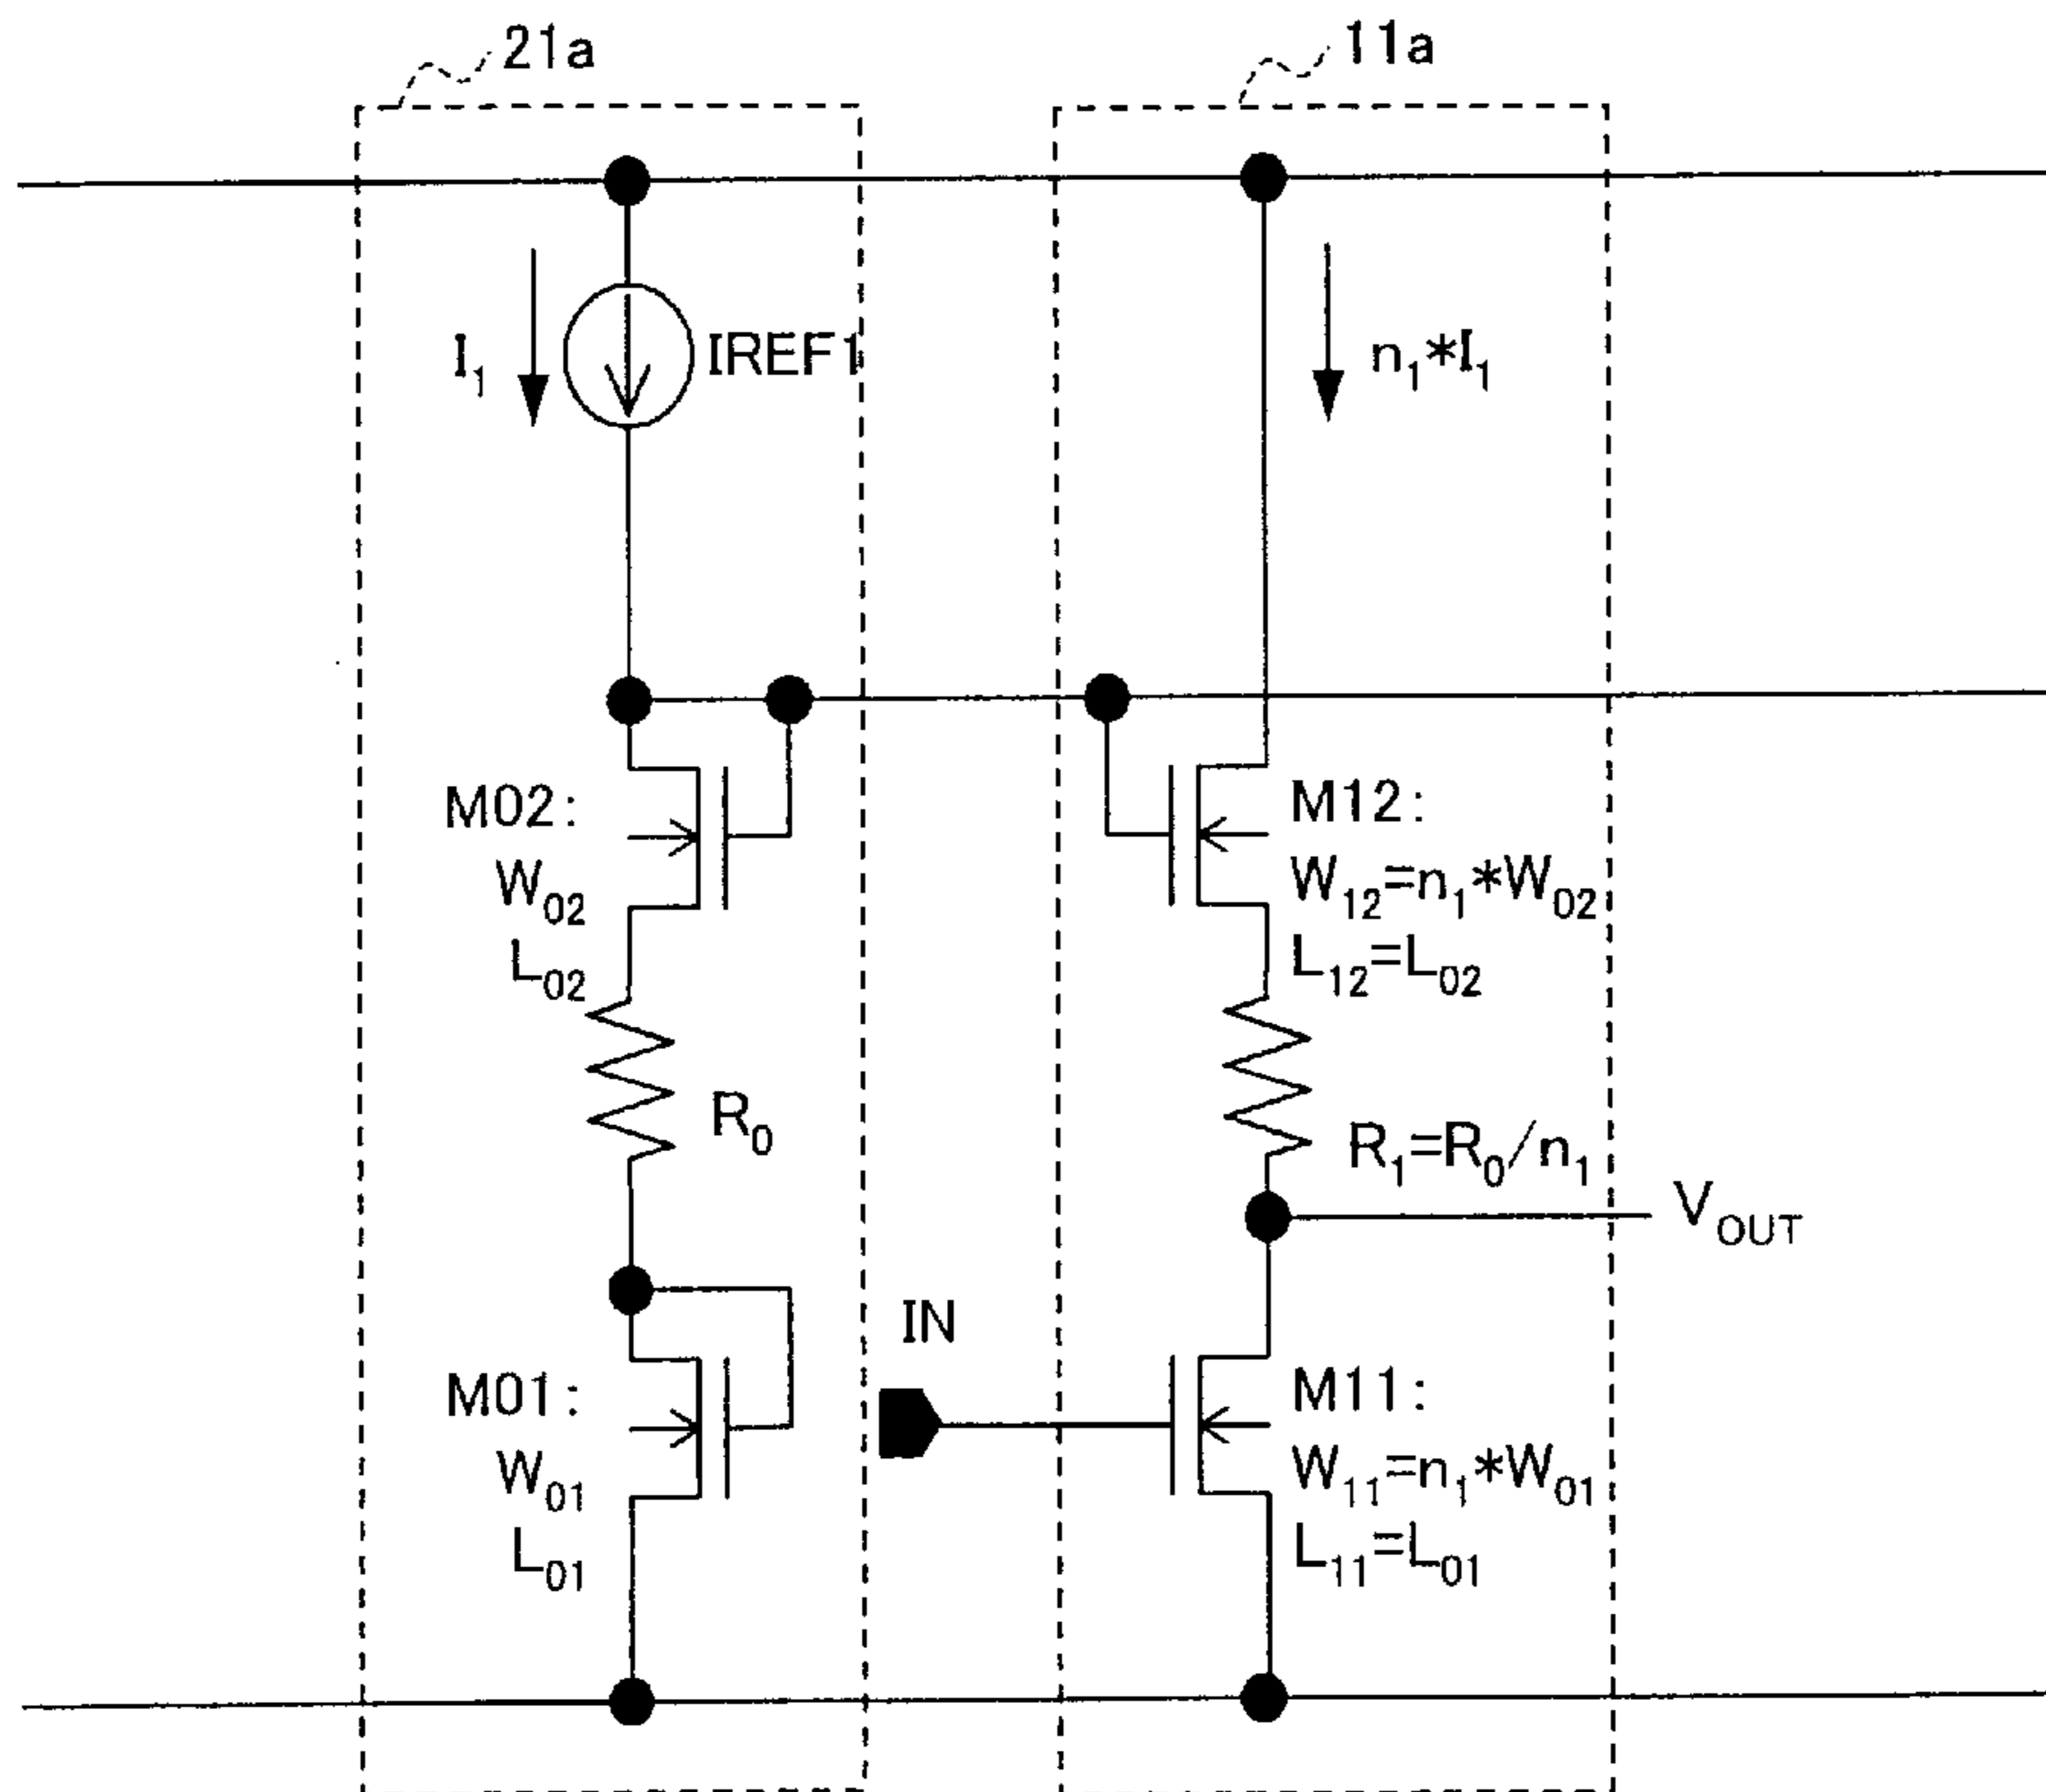 21a
11a
I₁
IREF1
n₁*I₁
M02:
W₀₂
L₀₂
M12:
W₁₂=n₁*W₀₂
L₁₂=L₀₂
R₀
R₁=R₀/n₁
V_OUT
IN
M01:
W₀₁
L₀₁
M11:
W₁₁=n₁*W₀₁
L₁₁=L₀₁